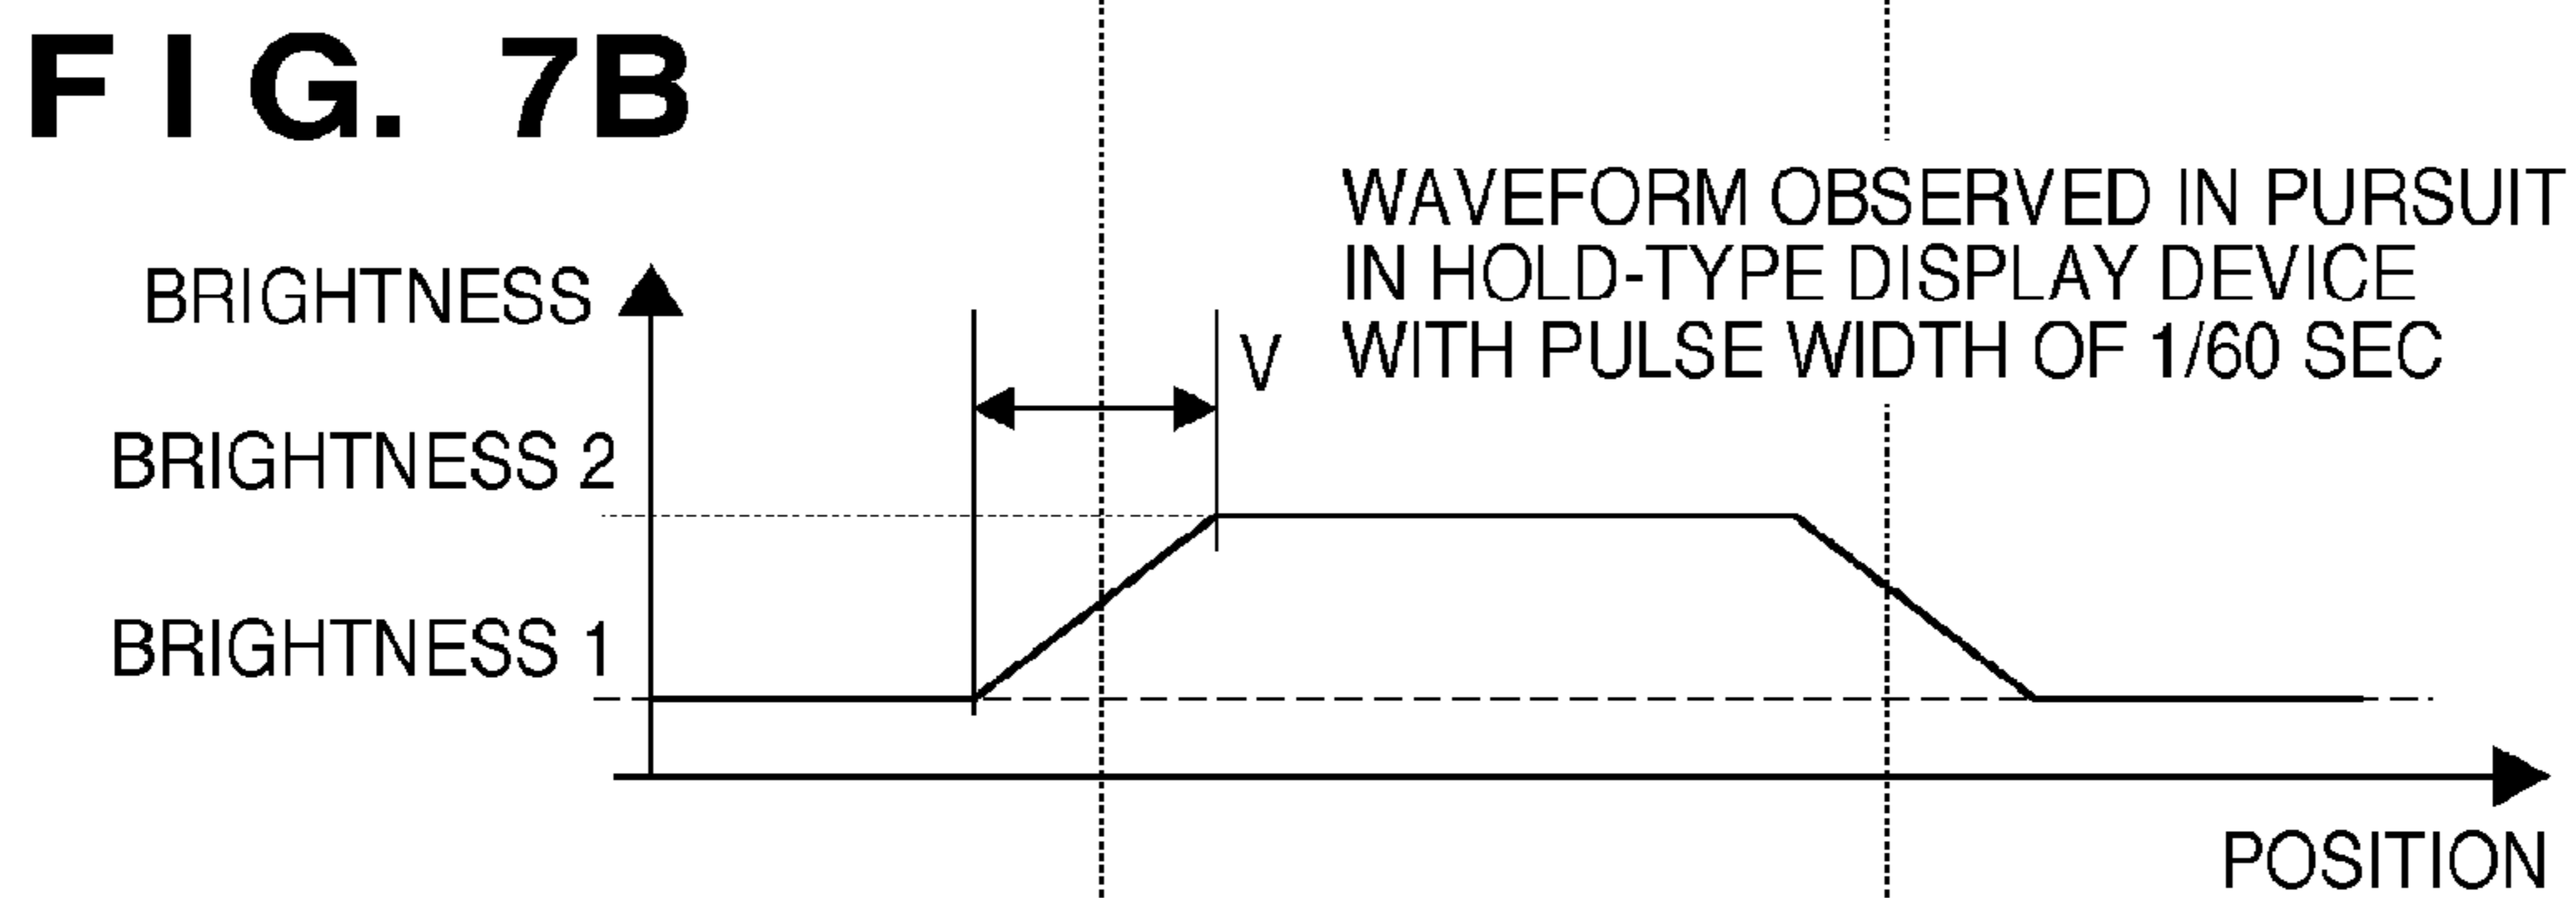 FIG. 7B
WAVEFORM OBSERVED IN PURSUIT
IN HOLD-TYPE DISPLAY DEVICE
WITH PULSE WIDTH OF 1/60 SEC
BRIGHTNESS
V
BRIGHTNESS 2
BRIGHTNESS 1
POSITION